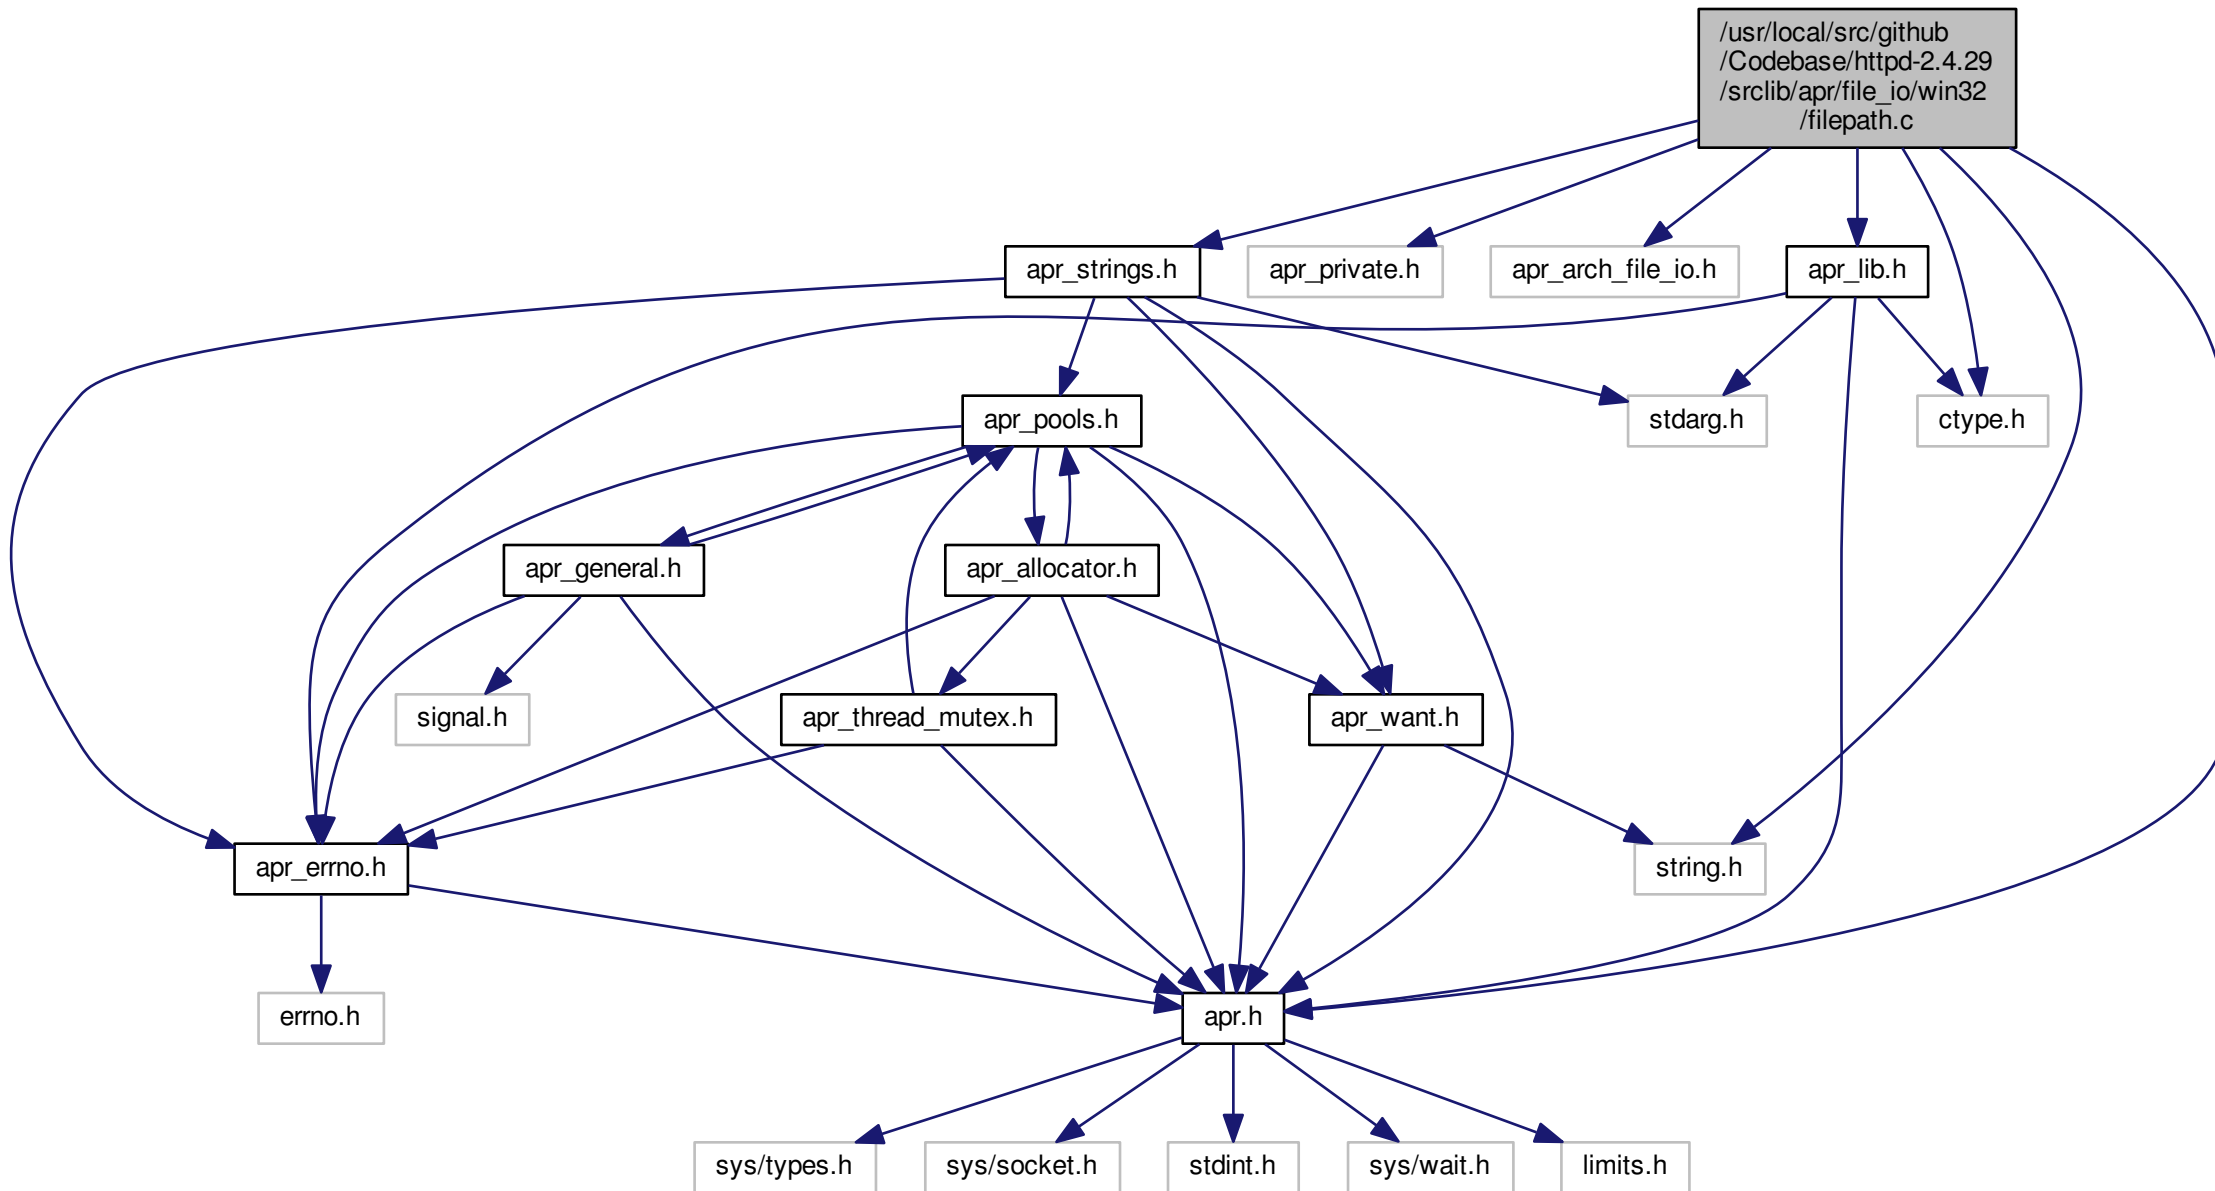 /usr/local/src/github
/Codebase/httpd-2.4.29
/srclib/apr/file_io/win32
/filepath.c
apr_strings.h
apr_private.h
apr_arch_file_io.h
apr_lib.h
apr_pools.h
stdarg.h
ctype.h
apr_general.h
apr_allocator.h
signal.h
apr_thread_mutex.h
apr_want.h
apr_errno.h
string.h
errno.h
apr.h
sys/types.h
sys/socket.h
stdint.h
sys/wait.h
limits.h